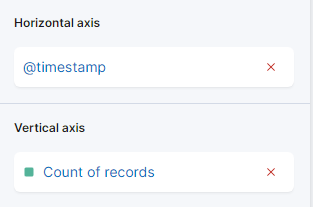 Horizontal axis
@timestamp
Vertical axis
Count of records